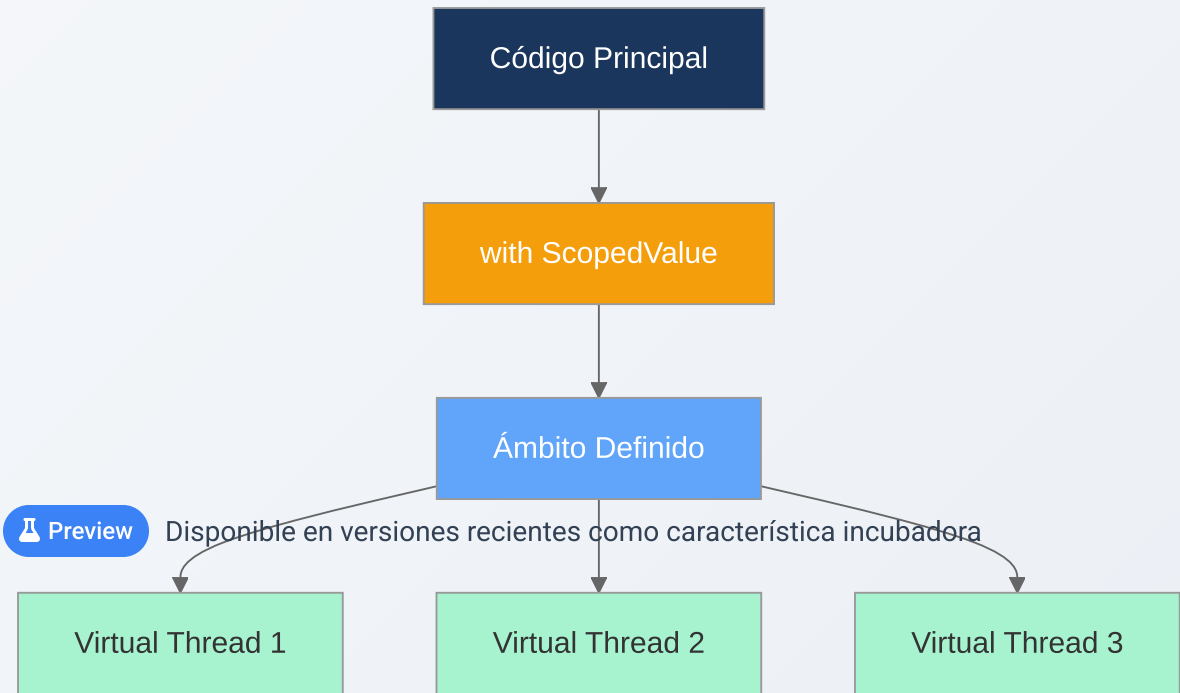 Código Principal
with ScopedValue
Ámbito Definido
Preview Disponible en versiones recientes como característica incubadora
Virtual Thread 1
Virtual Thread 2
Virtual Thread 3